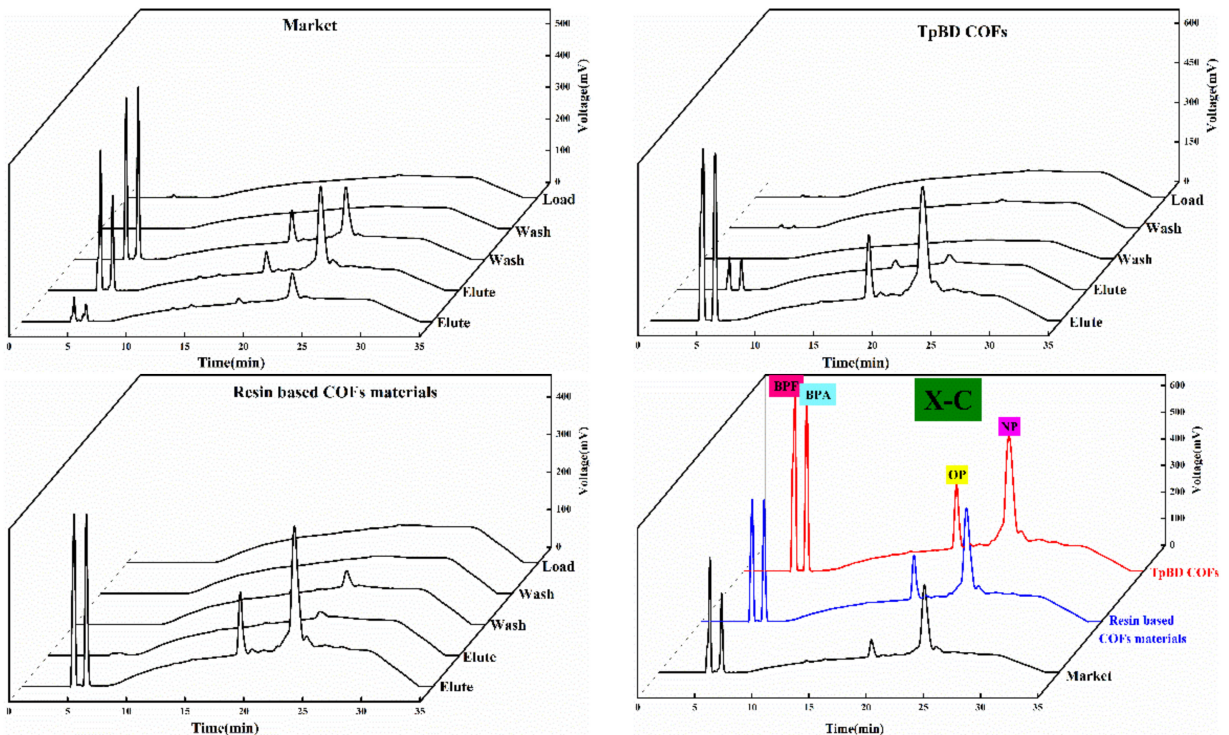 Market
500
400
300
200
100
0
Voltage(mV)
Load
Wash
Wash
Elute
Elute
0 5 10 15 20 25 30 35
Time(min)
TpBD COFs
600
450
300
150
0
Voltage(mV)
Load
Wash
Wash
Elute
Elute
0 5 10 15 20 25 30 35
Time(min)
Resin based COFs materials
400
300
200
100
0
Voltage(mV)
Load
Wash
Wash
Elute
Elute
0 5 10 15 20 25 30 35
Time(min)
BPF
BPA
X-C
OP
NP
600
500
400
300
200
100
0
Voltage(mV)
TpBD COFs
Resin based
COFs materials
Market
0 5 10 15 20 25 30 35
Time(min)